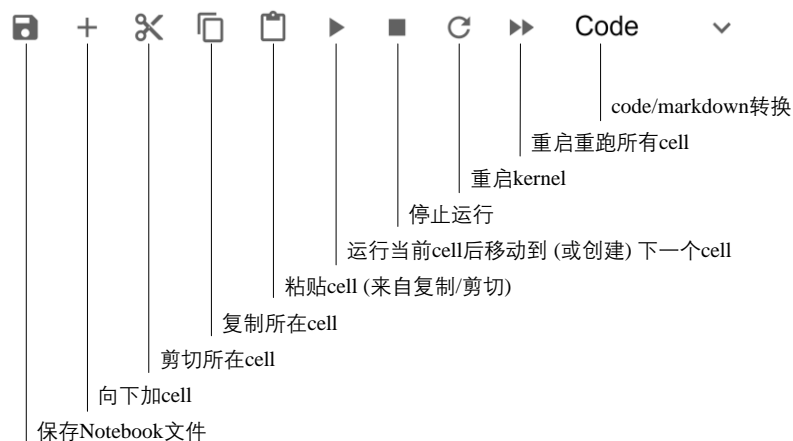 Code
code/markdown转换
重启重跑所有cell
重启kernel
停止运行
运行当前cell后移动到 (或创建) 下一个cell
粘贴cell (来自复制/剪切)
复制所在cell
剪切所在cell
向下加cell
保存Notebook文件